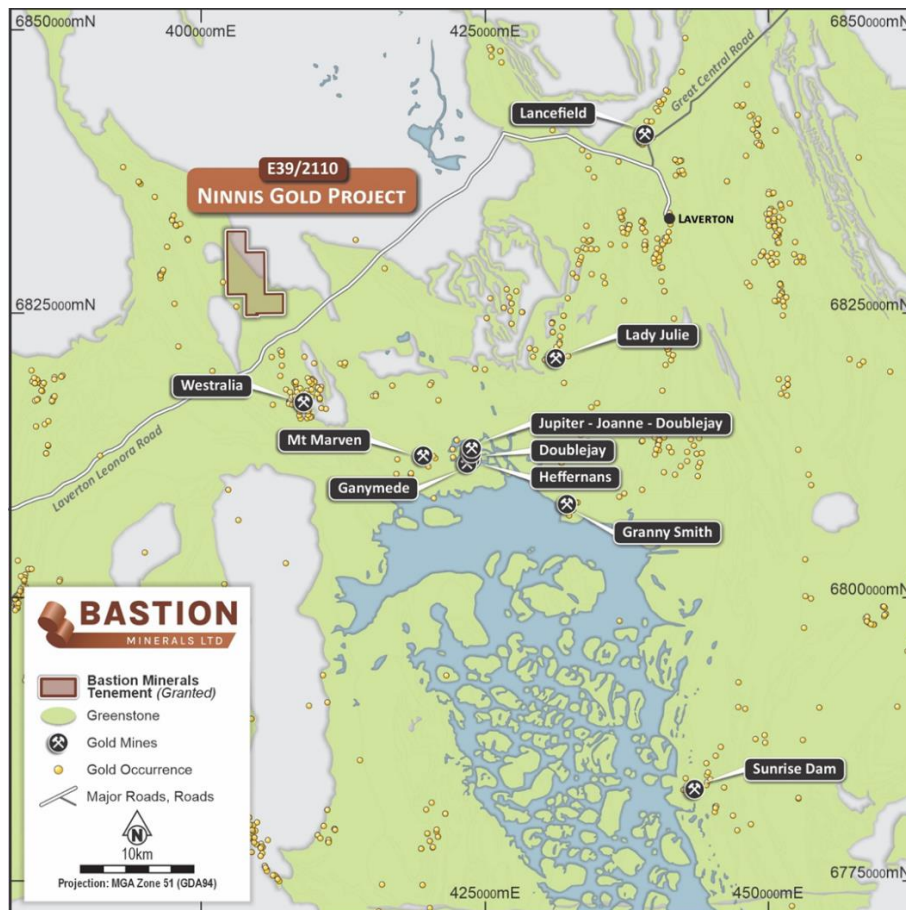 6850000mN
400000mE
425000mE
6850000mN
Great Central Road
Lancefield
E39/2110
NINNIS GOLD PROJECT
LAVERTON
6825000mN
6825000mN
Lady Julie
Westralia
Jupiter - Joanne - Doublejay
Mt Marven
Doublejay
Heffernans
Ganymede
Laverton Leonora Road
Granny Smith
BASTION
MINERALS LTD
6800000mN
Bastion Minerals
Tenement (Granted)
Greenstone
Gold Mines
Gold Occurrence
Major Roads, Roads
N
10km
Projection: MGA Zone 51 (GDA94)
Sunrise Dam
6775000mN
425000mE
450000mE